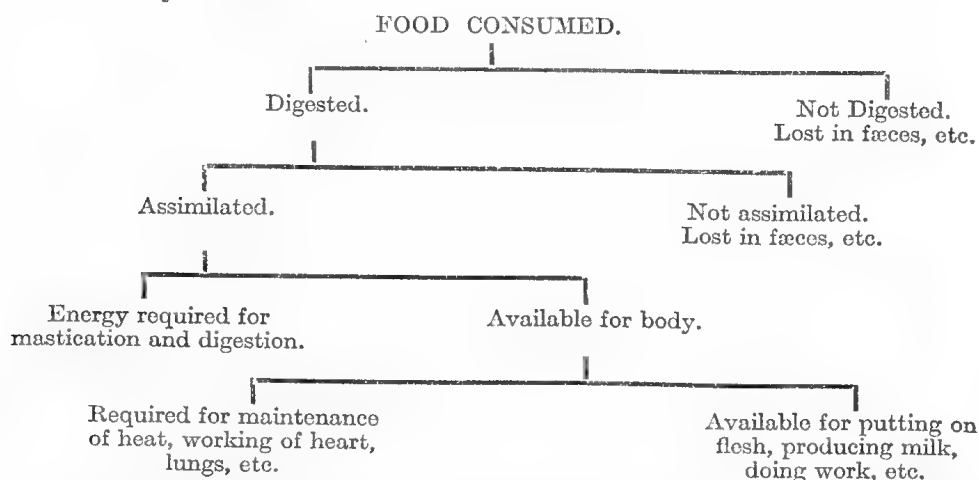 FOOD CONSUMED.
Digested.
Not Digested.
Lost in fæces, etc.
Assimilated.
Not assimilated.
Lost in fæces, etc.
Energy required for
mastication and digestion.
Available for body.
Required for maintenance
of heat, working of heart,
lungs, etc.
Available for putting on
flesh, producing milk,
doing work, etc.